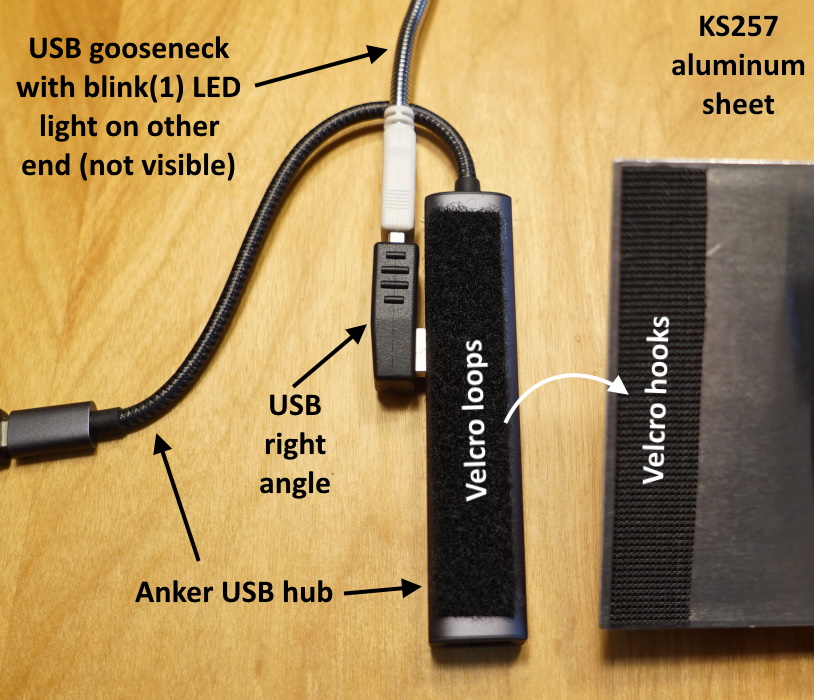 USB gooseneck
with blink(1) LED
light on other
end (not visible)
KS257
aluminum
sheet
USB
right
angle
Velcro loops
Velcro hooks
Anker USB hub